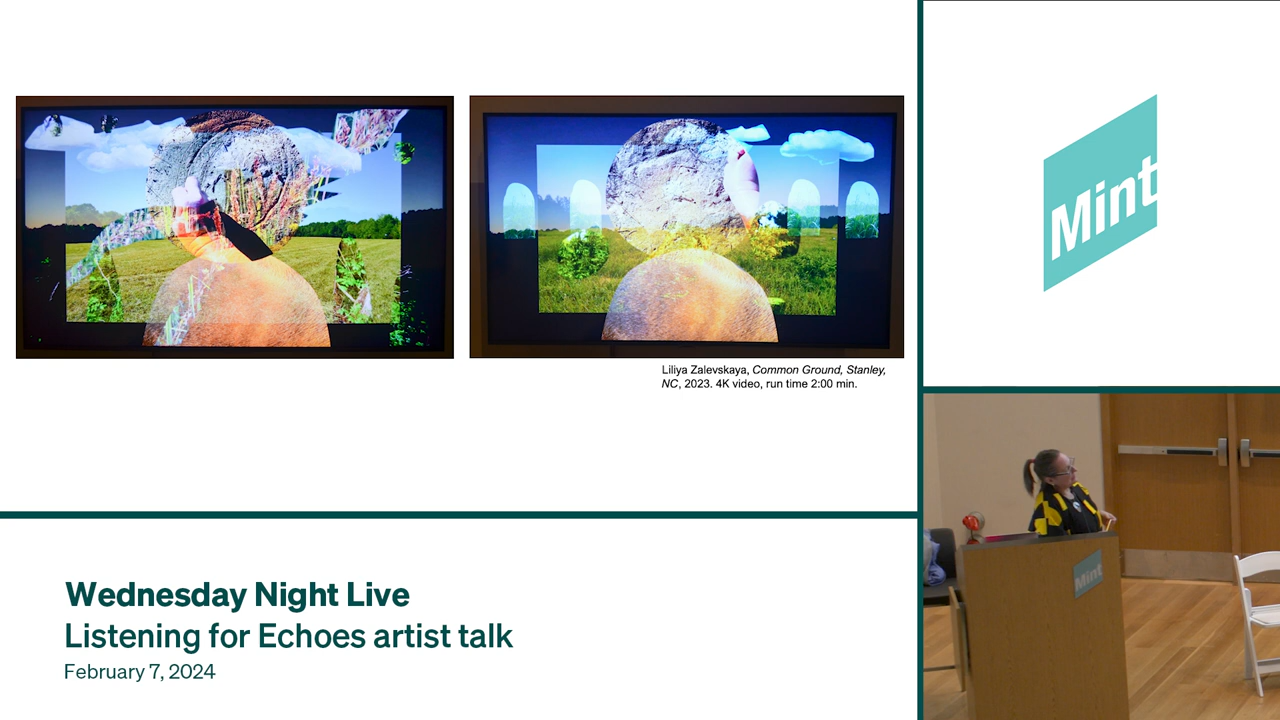 Liliya Zalevskaya, Common Ground, Stanley,
NC, 2023. 4K video, run time 2:00 min.
Mint
Mint
Wednesday Night Live
Listening for Echoes artist talk
February 7, 2024